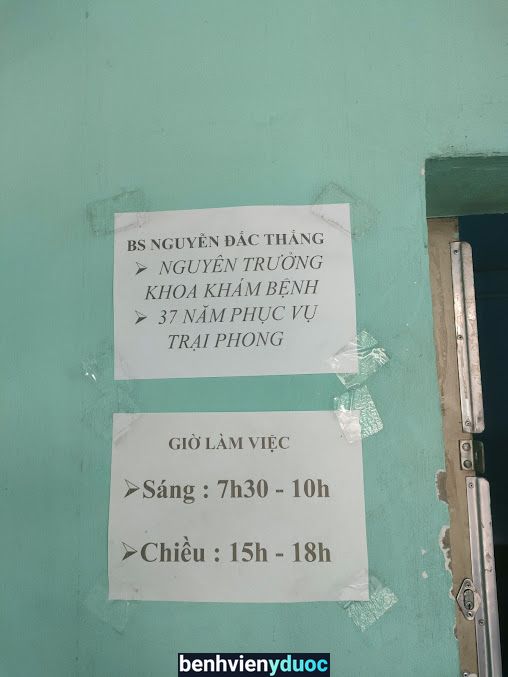 BS NGUYỄN ĐẮC THẮNG
➢ NGUYÊN TRƯỞNG
KHOA KHÁM BỆNH
➢ 37 NĂM PHỤC VỤ
TRẠI PHONG
GIỜ LÀM VIỆC
➢Sáng : 7h30 - 10h
➢Chiều : 15h - 18h
benhvienyduoc